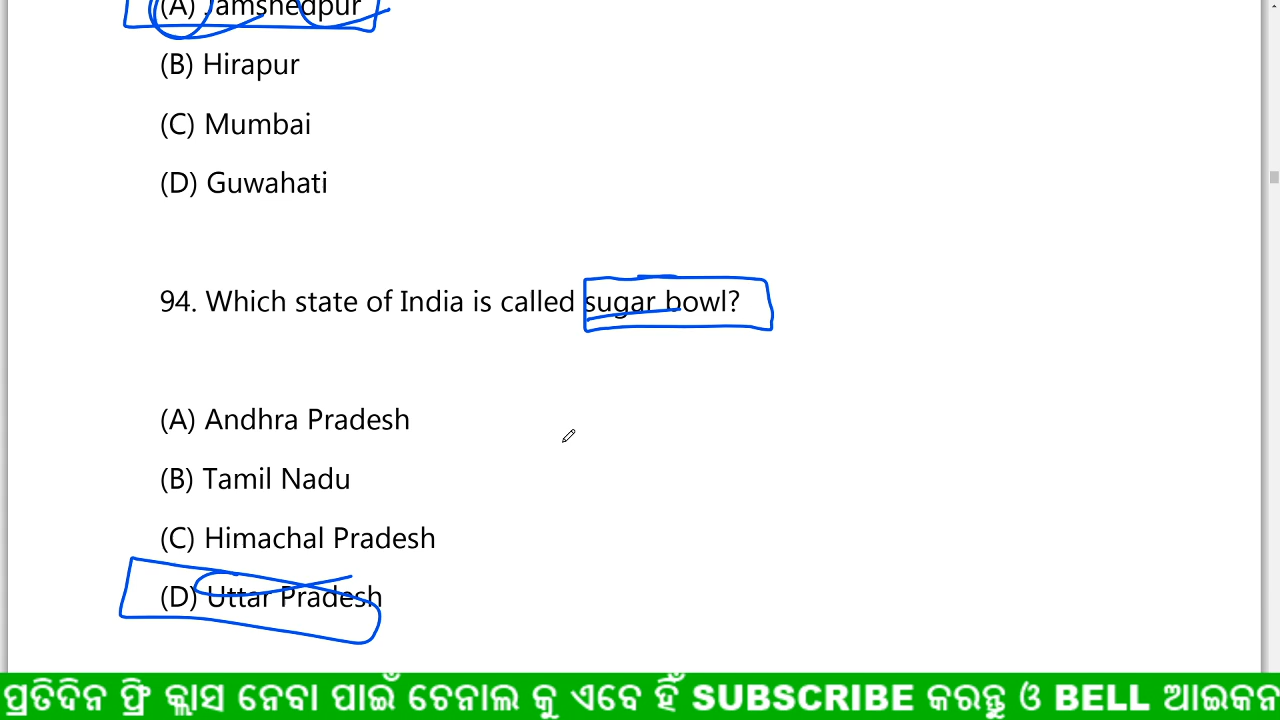 (A) Jamshedpur
(B) Hirapur
(C) Mumbai
(D) Guwahati
94. Which state of India is called sugar bowl?
(A) Andhra Pradesh
(B) Tamil Nadu
(C) Himachal Pradesh
(D) Uttar Pradesh
ପ୍ରତିଦିନ ଫ୍ରି କ୍ଲାସ ନେବା ପାଇଁ ଚେନାଲ କୁ ଏବେ ହିଁ SUBSCRIBE କରନ୍ତୁ ଓ BELL ଆଇକନ